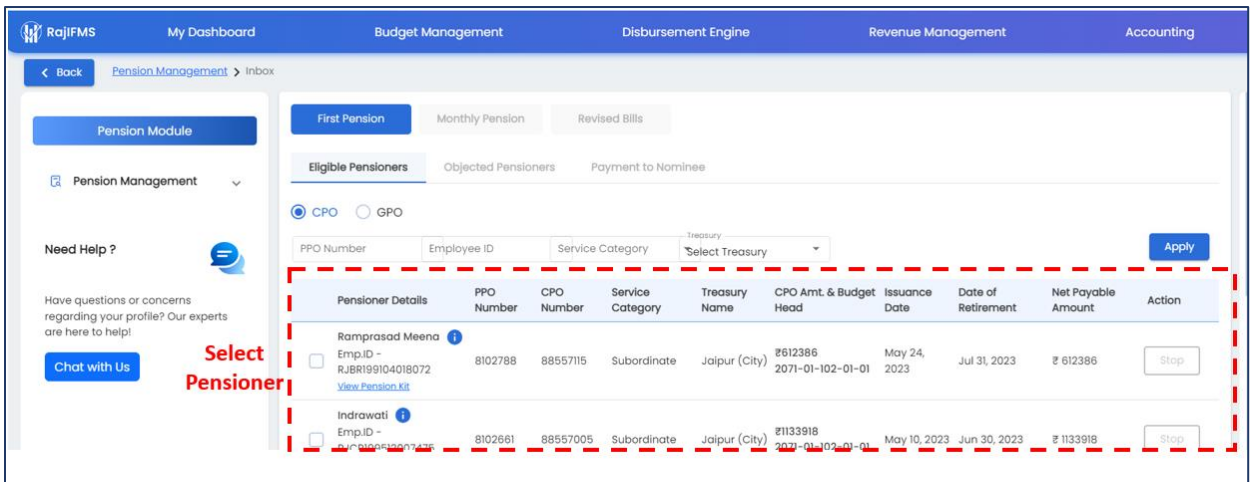 RajIFMS My Dashboard Budget Management Disbursement Engine Revenue Management Accounting
Back Pension Management > Inbox
Pension Module
Pension Management
Need Help ?
Have questions or concerns
regarding your profile? Our experts
are here to help!
Chat with Us
First Pension Monthly Pension Revised Bills
Eligible Pensioners Objected Pensioners Payment to Nominee
CPO GPO
Treasury
PPO Number Employee ID Service Category Select Treasury Apply
Pensioner Details PPO Number CPO Number Service Category Treasury Name CPO Amt. & Budget Head Issuance Date Date of Retirement Net Payable Amount Action
Select
Pensioner
Ramprasad Meena
Emp.ID -
RJBR199104018072
View Pension Kit
8102788 88557115 Subordinate Jaipur (City) ₹612386 2071-01-102-01-01 May 24, 2023 Jul 31, 2023 ₹ 612386 Stop
Indrawati
Emp.ID -
8102661 88557005 Subordinate Jaipur (City) ₹1133918 2071-01-102-01-01 May 10, 2023 Jun 30, 2023 ₹ 1133918 Stop